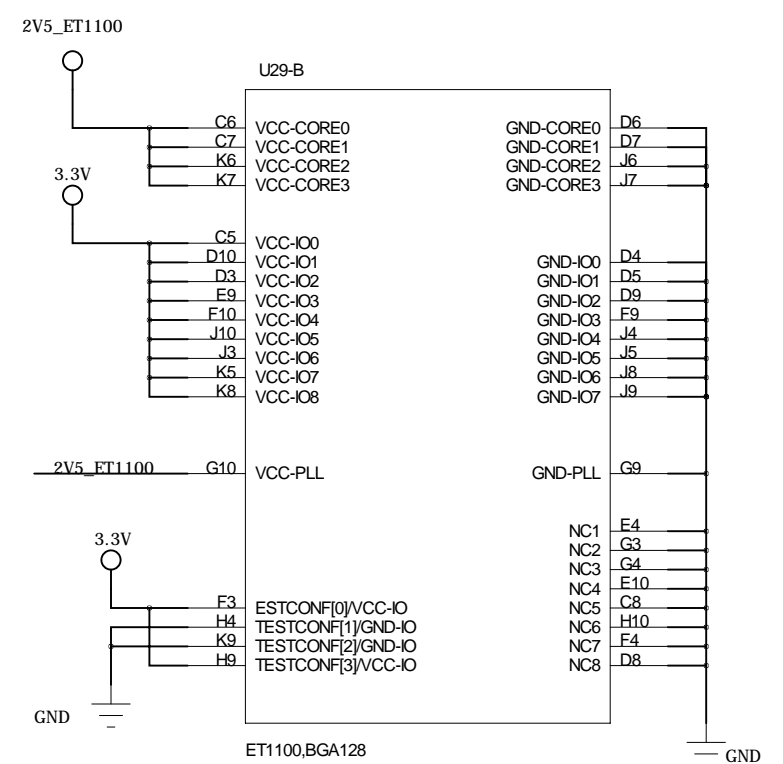 2V5_ET1100
U29-B
C6 VCC-CORE0 GND-CORE0 D6
C7 VCC-CORE1 GND-CORE1 D7
K6 VCC-CORE2 GND-CORE2 J6
K7 VCC-CORE3 GND-CORE3 J7
3.3V
C5 VCC-IO0
D10 VCC-IO1 GND-IO0 D4
D3 VCC-IO2 GND-IO1 D5
E9 VCC-IO3 GND-IO2 D9
F10 VCC-IO4 GND-IO3 F9
J10 VCC-IO5 GND-IO4 J4
J3 VCC-IO6 GND-IO5 J5
K5 VCC-IO7 GND-IO6 J8
K8 VCC-IO8 GND-IO7 J9
2V5_ET1100 G10 VCC-PLL GND-PLL G9
NC1 E4
3.3V NC2 G3
NC3 G4
NC4 E10
F3 ESTCONF[0]/VCC-IO NC5 C8
H4 TESTCONF[1]/GND-IO NC6 H10
K9 TESTCONF[2]/GND-IO NC7 F4
H9 TESTCONF[3]/VCC-IO NC8 D8
GND
ET1100,BGA128
GND